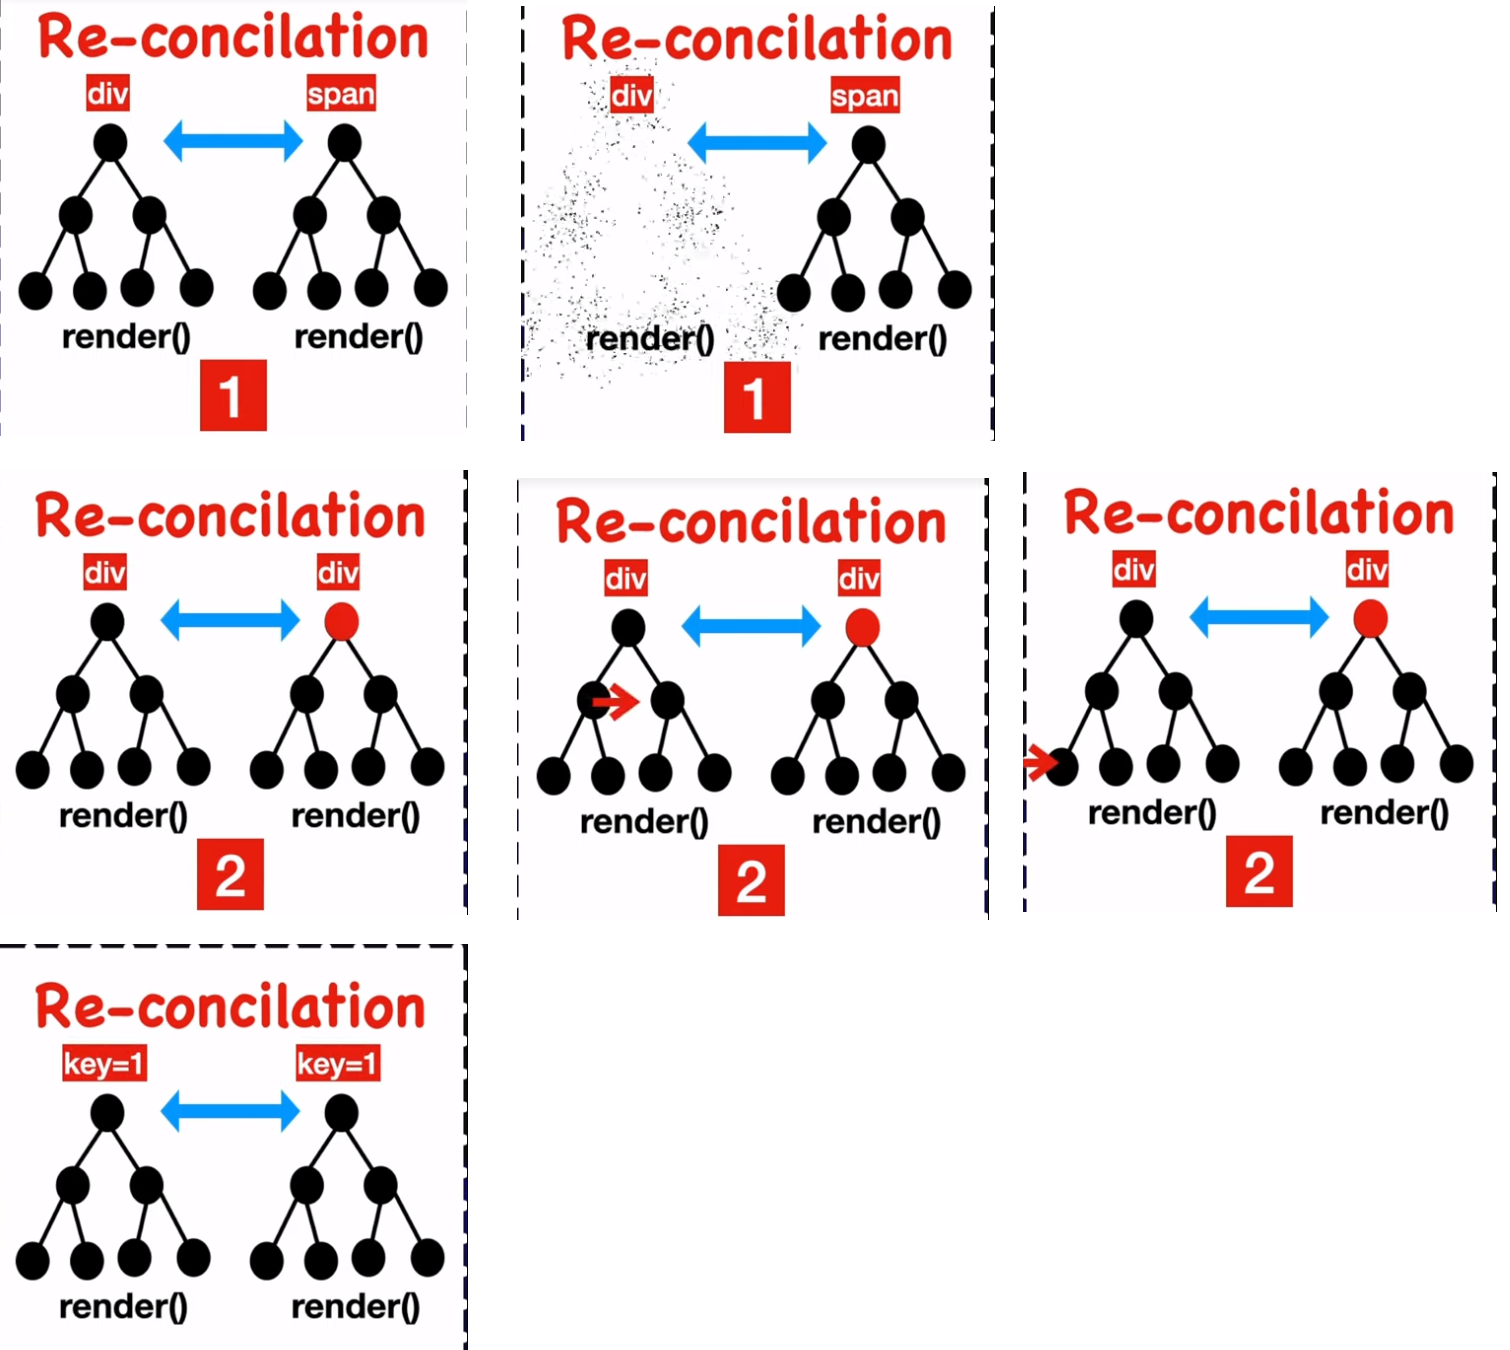 Re-concilation
div span
render() render()
1
Re-concilation
div span
render() render()
1
Re-concilation
div div
render() render()
2
Re-concilation
div div
render() render()
2
Re-concilation
div div
render() render()
2
Re-concilation
key=1 key=1
render() render()